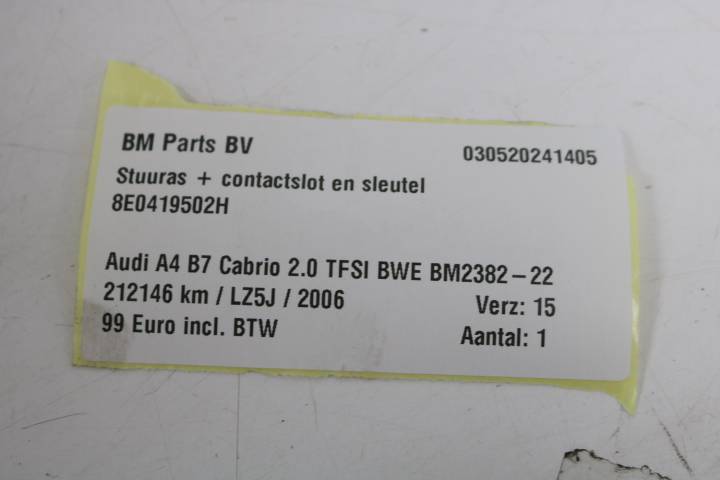 BM Parts BV 030520241405
Stuuras + contactslot en sleutel
8E0419502H
Audi A4 B7 Cabrio 2.0 TFSI BWE BM2382-22
212146 km / LZ5J / 2006 Verz: 15
99 Euro incl. BTW Aantal: 1